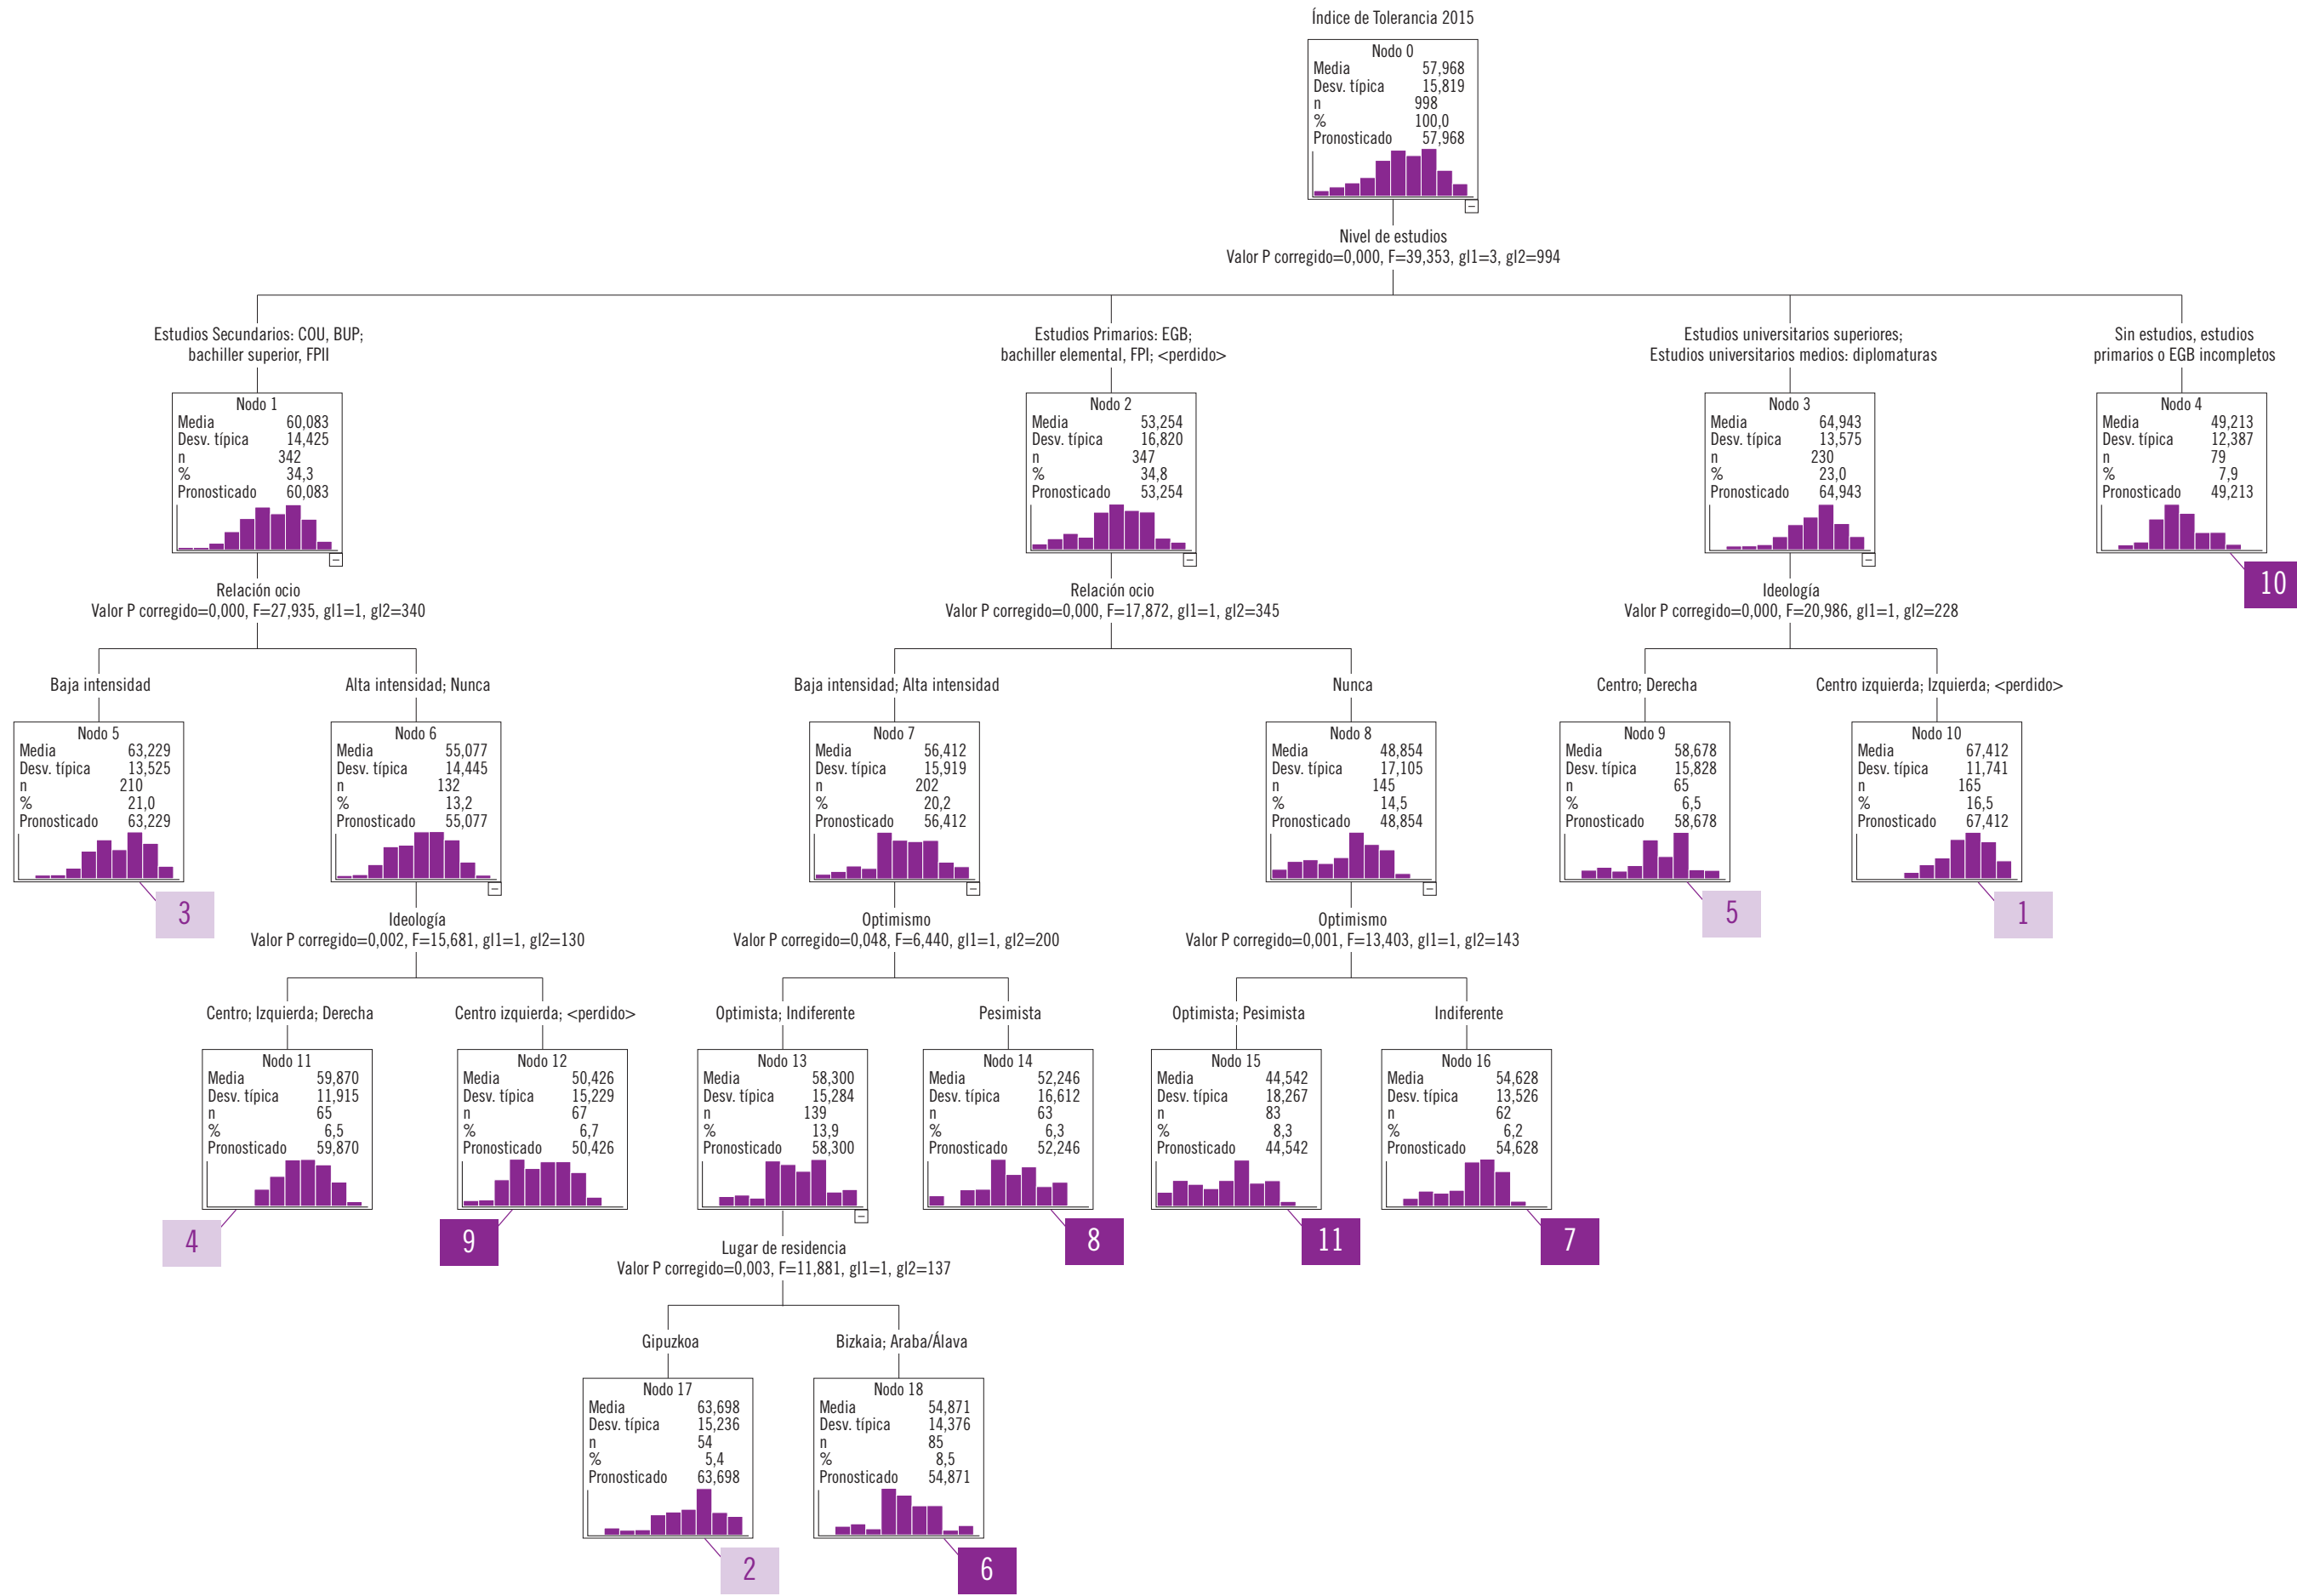 Índice de Tolerancia 2015
Nodo 0
Media 57,968
Desv. típica 15,819
n 998
% 100,0
Pronosticado 57,968
Nivel de estudios
Valor P corregido=0,000, F=39,353, gl1=3, gl2=994
Estudios Secundarios: COU, BUP;
bachiller superior, FPII
Nodo 1
Media 60,083
Desv. típica 14,425
n 342
% 34,3
Pronosticado 60,083
Estudios Primarios: EGB;
bachiller elemental, FPI; <perdido>
Nodo 2
Media 53,254
Desv. típica 16,820
n 347
% 34,8
Pronosticado 53,254
Estudios universitarios superiores;
Estudios universitarios medios: diplomaturas
Nodo 3
Media 64,943
Desv. típica 13,575
n 230
% 23,0
Pronosticado 64,943
Sin estudios, estudios
primarios o EGB incompletos
Nodo 4
Media 49,213
Desv. típica 12,387
n 79
% 7,9
Pronosticado 49,213
10
Relación ocio
Valor P corregido=0,000, F=27,935, gl1=1, gl2=340
Relación ocio
Valor P corregido=0,000, F=17,872, gl1=1, gl2=345
Ideología
Valor P corregido=0,000, F=20,986, gl1=1, gl2=228
Baja intensidad
Nodo 5
Media 63,229
Desv. típica 13,525
n 210
% 21,0
Pronosticado 63,229
3
Alta intensidad; Nunca
Nodo 6
Media 55,077
Desv. típica 14,445
n 132
% 13,2
Pronosticado 55,077
Baja intensidad; Alta intensidad
Nodo 7
Media 56,412
Desv. típica 15,919
n 202
% 20,2
Pronosticado 56,412
Nunca
Nodo 8
Media 48,854
Desv. típica 17,105
n 145
% 14,5
Pronosticado 48,854
Centro; Derecha
Nodo 9
Media 58,678
Desv. típica 15,828
n 65
% 6,5
Pronosticado 58,678
5
Centro izquierda; Izquierda; <perdido>
Nodo 10
Media 67,412
Desv. típica 11,741
n 165
% 16,5
Pronosticado 67,412
1
Ideología
Valor P corregido=0,002, F=15,681, gl1=1, gl2=130
Optimismo
Valor P corregido=0,048, F=6,440, gl1=1, gl2=200
Optimismo
Valor P corregido=0,001, F=13,403, gl1=1, gl2=143
Centro; Izquierda; Derecha
Nodo 11
Media 59,870
Desv. típica 11,915
n 65
% 6,5
Pronosticado 59,870
4
Centro izquierda; <perdido>
Nodo 12
Media 50,426
Desv. típica 15,229
n 67
% 6,7
Pronosticado 50,426
9
Optimista; Indiferente
Nodo 13
Media 58,300
Desv. típica 15,284
n 139
% 13,9
Pronosticado 58,300
Pesimista
Nodo 14
Media 52,246
Desv. típica 16,612
n 63
% 6,3
Pronosticado 52,246
8
Optimista; Pesimista
Nodo 15
Media 44,542
Desv. típica 18,267
n 83
% 8,3
Pronosticado 44,542
11
Indiferente
Nodo 16
Media 54,628
Desv. típica 13,526
n 62
% 6,2
Pronosticado 54,628
7
Lugar de residencia
Valor P corregido=0,003, F=11,881, gl1=1, gl2=137
Gipuzkoa
Nodo 17
Media 63,698
Desv. típica 15,236
n 54
% 5,4
Pronosticado 63,698
2
Bizkaia; Araba/Álava
Nodo 18
Media 54,871
Desv. típica 14,376
n 85
% 8,5
Pronosticado 54,871
6